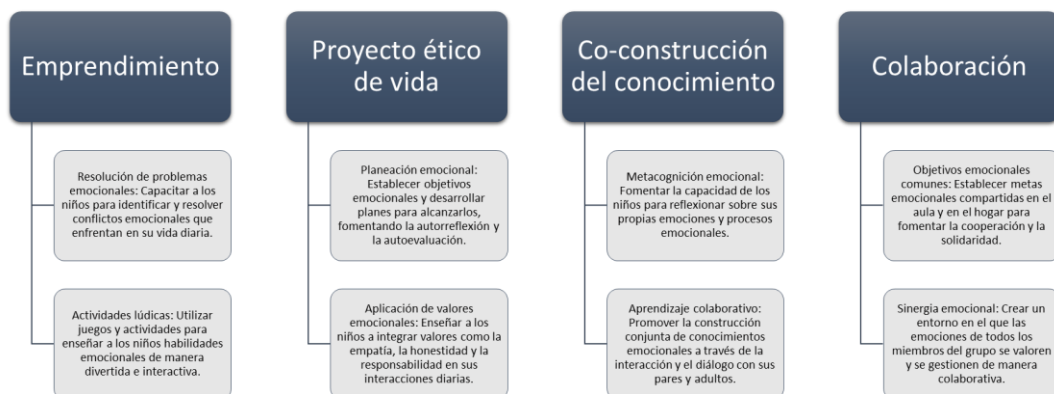 Emprendimiento
Resolución de problemas
emocionales: Capacitar a los
niños para identificar y resolver
conflictos emocionales que
enfrentan en su vida diaria.
Actividades lúdicas: Utilizar
juegos y actividades para
enseñar a los niños habilidades
emocionales de manera
divertida e interactiva.
Proyecto ético
de vida
Planeación emocional:
Establecer objetivos
emocionales y desarrollar
planes para alcanzarlos,
fomentando la autorreflexión y
la autoevaluación.
Aplicación de valores
emocionales: Enseñar a los
niños a integrar valores como la
empatía, la honestidad y la
responsabilidad en sus
interacciones diarias.
Co-construcción
del conocimiento
Metacognición emocional:
Fomentar la capacidad de los
niños para reflexionar sobre sus
propias emociones y procesos
emocionales.
Aprendizaje colaborativo:
Promover la construcción
conjunta de conocimientos
emocionales a través de la
interacción y el diálogo con sus
pares y adultos.
Colaboración
Objetivos emocionales
comunes: Establecer metas
emocionales compartidas en el
aula y en el hogar para
fomentar la cooperación y la
solidaridad.
Sinergia emocional: Crear un
entorno en el que las
emociones de todos los
miembros del grupo se valoren
y se gestionen de manera
colaborativa.